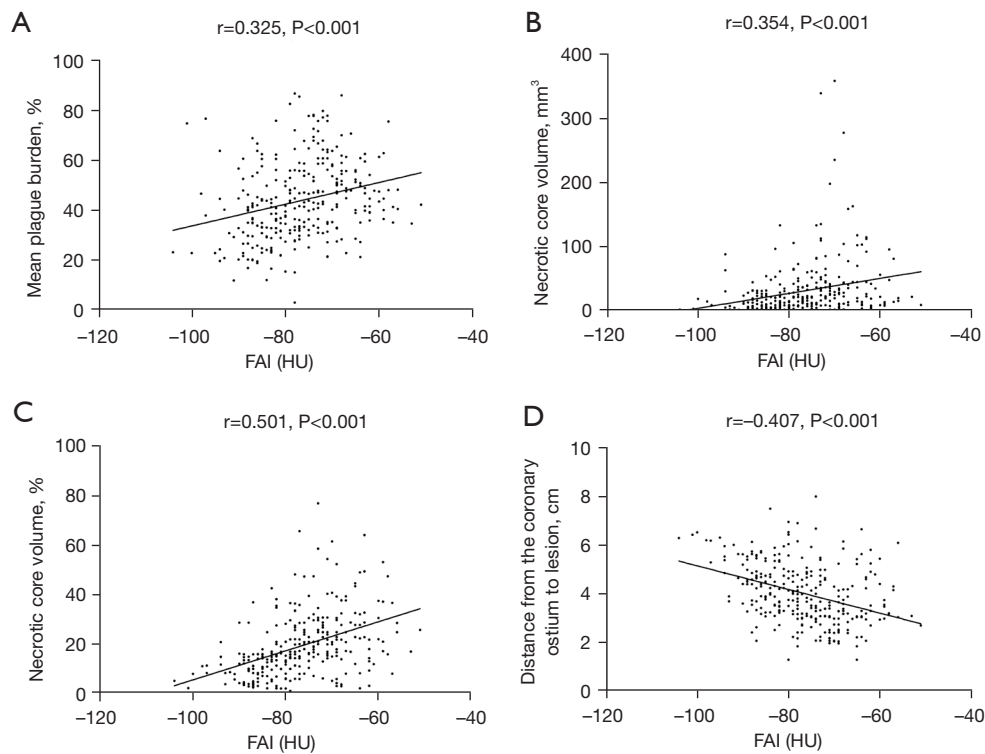 A
r=0.325, P<0.001
Mean plague burden, %
100
80
60
40
20
0
−120 −100 −80 −60 −40
FAI (HU)
B
r=0.354, P<0.001
Necrotic core volume, mm³
400
300
200
100
0
−120 −100 −80 −60 −40
FAI (HU)
C
r=0.501, P<0.001
Necrotic core volume, %
100
80
60
40
20
0
−120 −100 −80 −60 −40
FAI (HU)
D
r=−0.407, P<0.001
Distance from the coronary
ostium to lesion, cm
10
8
6
4
2
0
−120 −100 −80 −60 −40
FAI (HU)